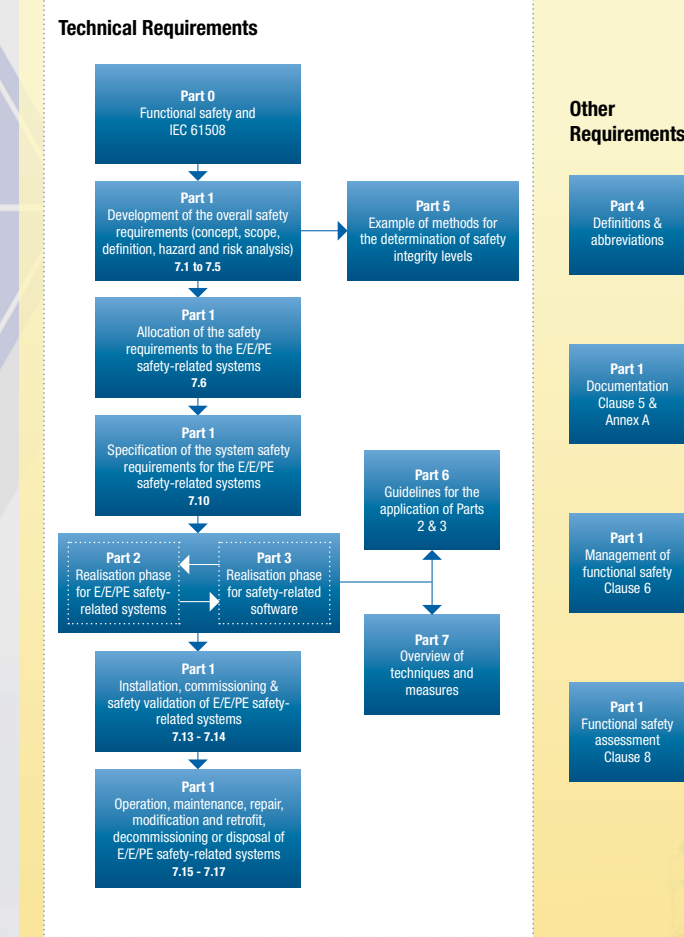 Technical Requirements
Part 0
Functional safety and
IEC 61508
Part 1
Development of the overall safety
requirements (concept, scope,
definition, hazard and risk analysis)
7.1 to 7.5
Part 5
Example of methods for
the determination of safety
integrity levels
Part 1
Allocation of the safety
requirements to the E/E/PE
safety-related systems
7.6
Part 1
Specification of the system safety
requirements for the E/E/PE
safety-related systems
7.10
Part 2
Realisation phase
for E/E/PE safety-
related systems
Part 3
Realisation phase
for safety-related
software
Part 6
Guidelines for the
application of Parts
2 & 3
Part 7
Overview of
techniques and
measures
Part 1
Installation, commissioning &
safety validation of E/E/PE safety-
related systems
7.13 - 7.14
Part 1
Operation, maintenance, repair,
modification and retrofit,
decommissioning or disposal of
E/E/PE safety-related systems
7.15 - 7.17
Other
Requirements
Part 4
Definitions &
abbreviations
Part 1
Documentation
Clause 5 &
Annex A
Part 1
Management of
functional safety
Clause 6
Part 1
Functional safety
assessment
Clause 8